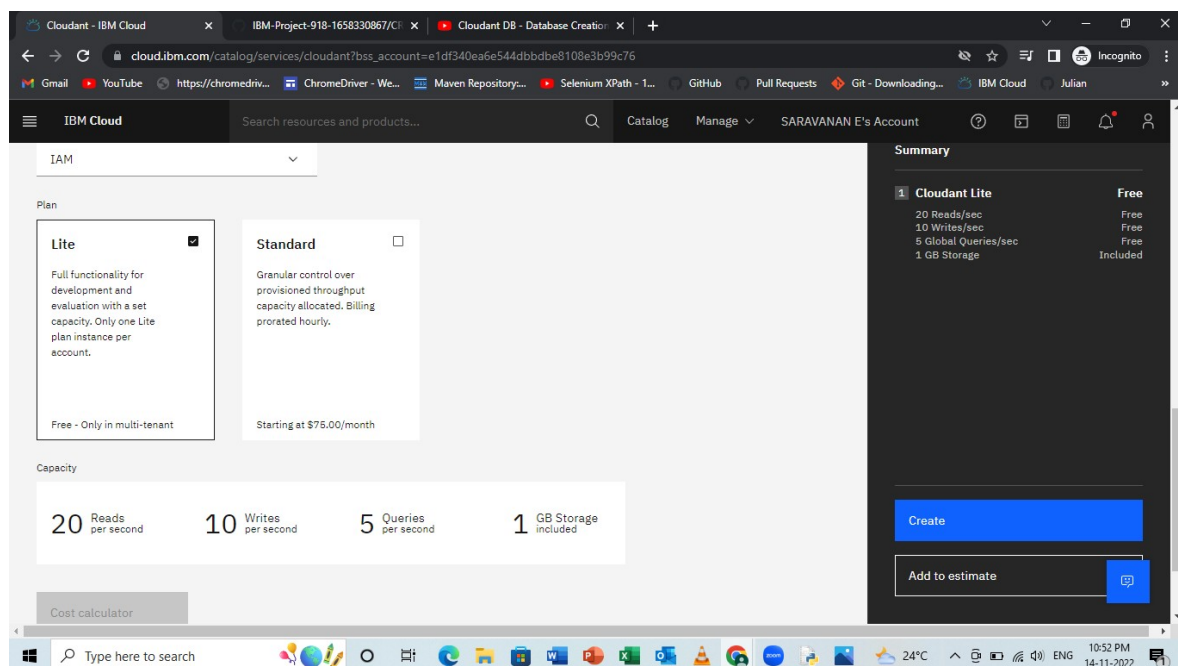 Cloudant - IBM Cloud
IBM-Project-918-1658330867/CR
Cloudant DB - Database Creation
cloud.ibm.com/catalog/services/cloudant?bss_account=e1df340ea6e544dbbdbe8108e3b99c76
Incognito
Gmail
YouTube
https://chromedriv...
ChromeDriver - We...
Maven Repository:...
Selenium XPath - 1...
GitHub
Pull Requests
Git - Downloading...
IBM Cloud
Julian
»
IBM Cloud
Search resources and products...
Catalog
Manage
SARAVANAN E's Account
IAM
Plan
Lite
Full functionality for
development and
evaluation with a set
capacity. Only one Lite
plan instance per
account.
Free - Only in multi-tenant
Standard
Granular control over
provisioned throughput
capacity allocated. Billing
prorated hourly.
Starting at $75.00/month
Capacity
20 Reads
per second
10 Writes
per second
5 Queries
per second
1 GB Storage
included
Cost calculator
Summary
1 Cloudant Lite Free
20 Reads/sec Free
10 Writes/sec Free
5 Global Queries/sec Free
1 GB Storage Included
Create
Add to estimate
Type here to search
zoom
24°C
ENG
10:52 PM
14-11-2022